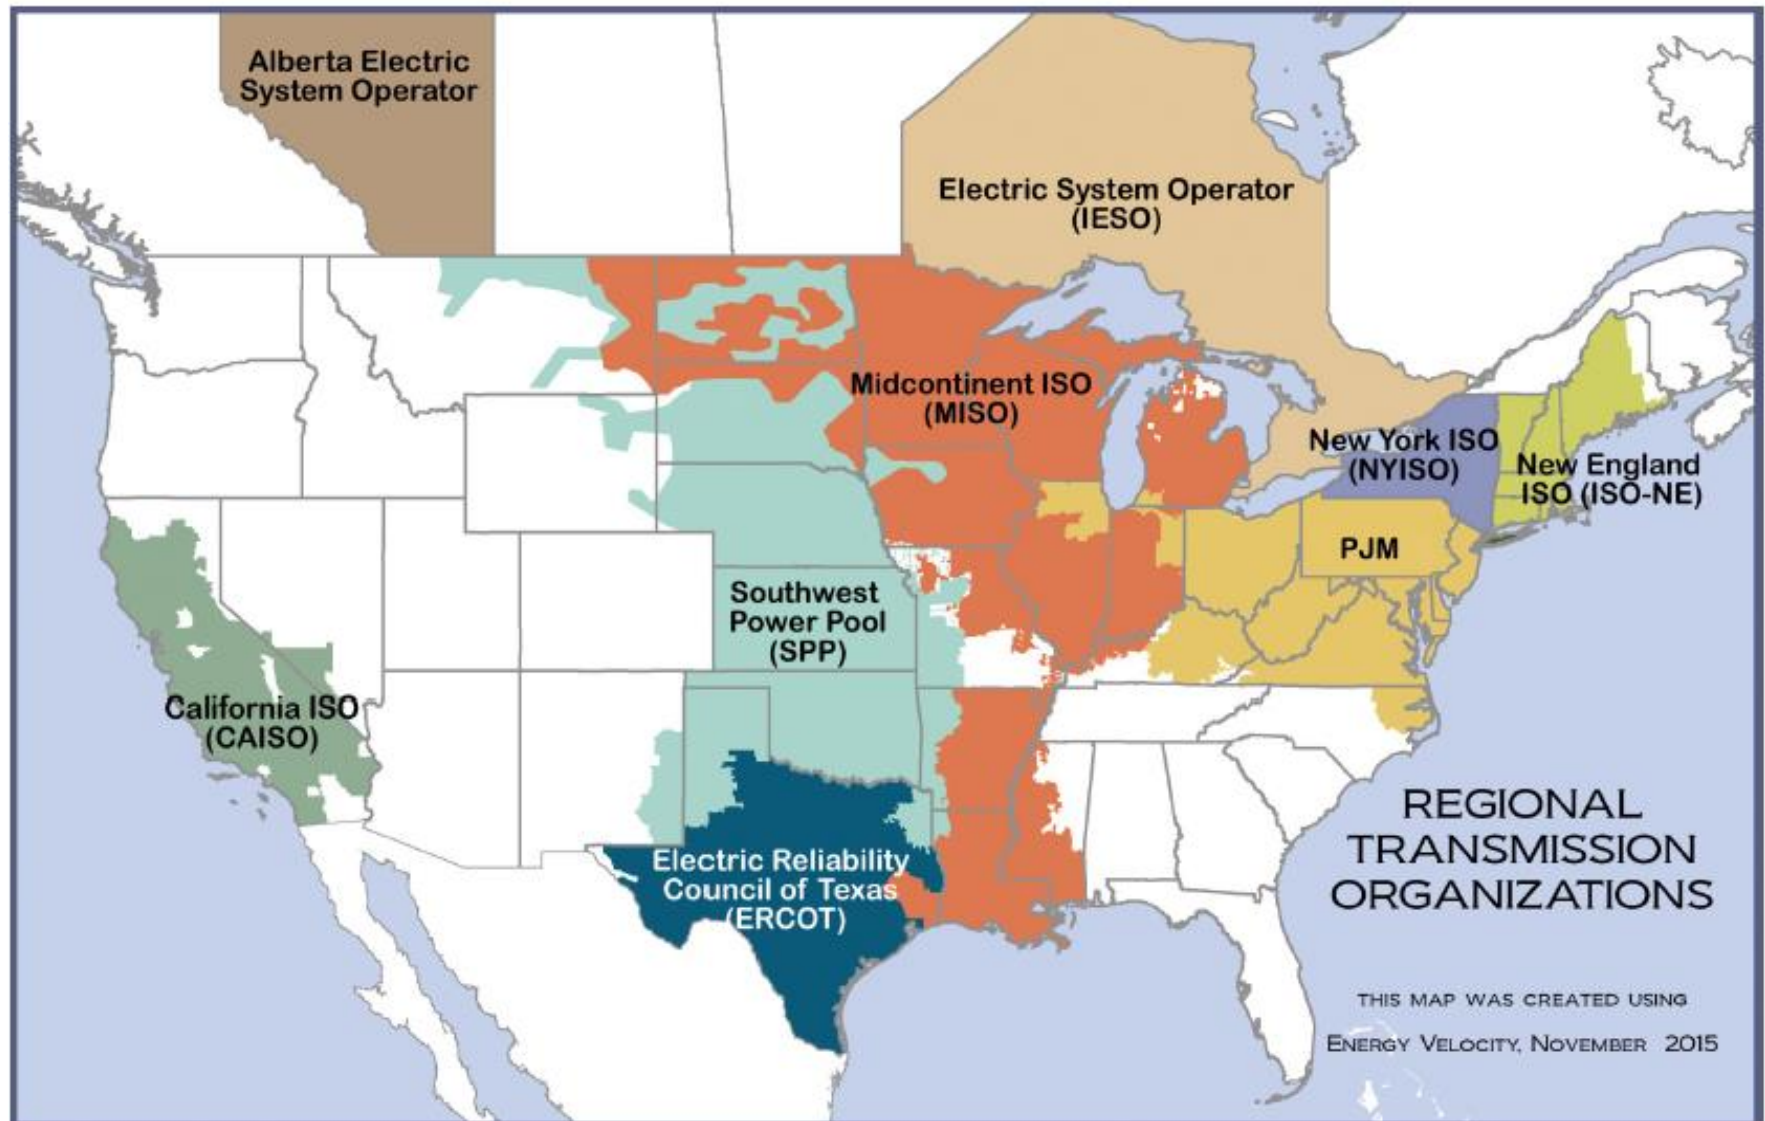 Alberta Electric
System Operator
Electric System Operator
(IESO)
Midcontinent ISO
(MISO)
New York ISO
(NYISO)
New England
ISO (ISO-NE)
PJM
Southwest
Power Pool
(SPP)
California ISO
(CAISO)
Electric Reliability
Council of Texas
(ERCOT)
REGIONAL
TRANSMISSION
ORGANIZATIONS
THIS MAP WAS CREATED USING
ENERGY VELOCITY, NOVEMBER 2015